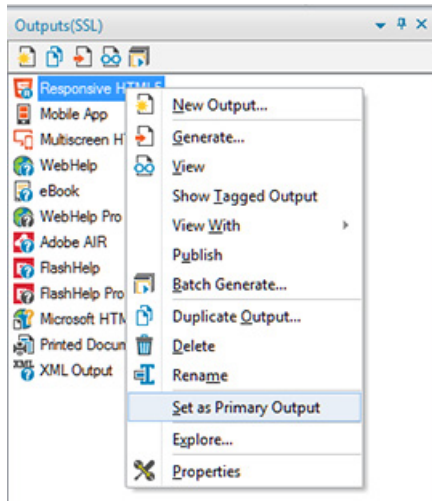 Outputs(SSL)
Responsive HTML5
Mobile App
Multiscreen H
WebHelp
eBook
WebHelp Pro
Adobe AIR
FlashHelp
FlashHelp Pro
Microsoft HTM
Printed Docum
XML Output
New Output...
Generate...
View
Show Tagged Output
View With
Publish
Batch Generate...
Duplicate Output...
Delete
Rename
Set as Primary Output
Explore...
Properties